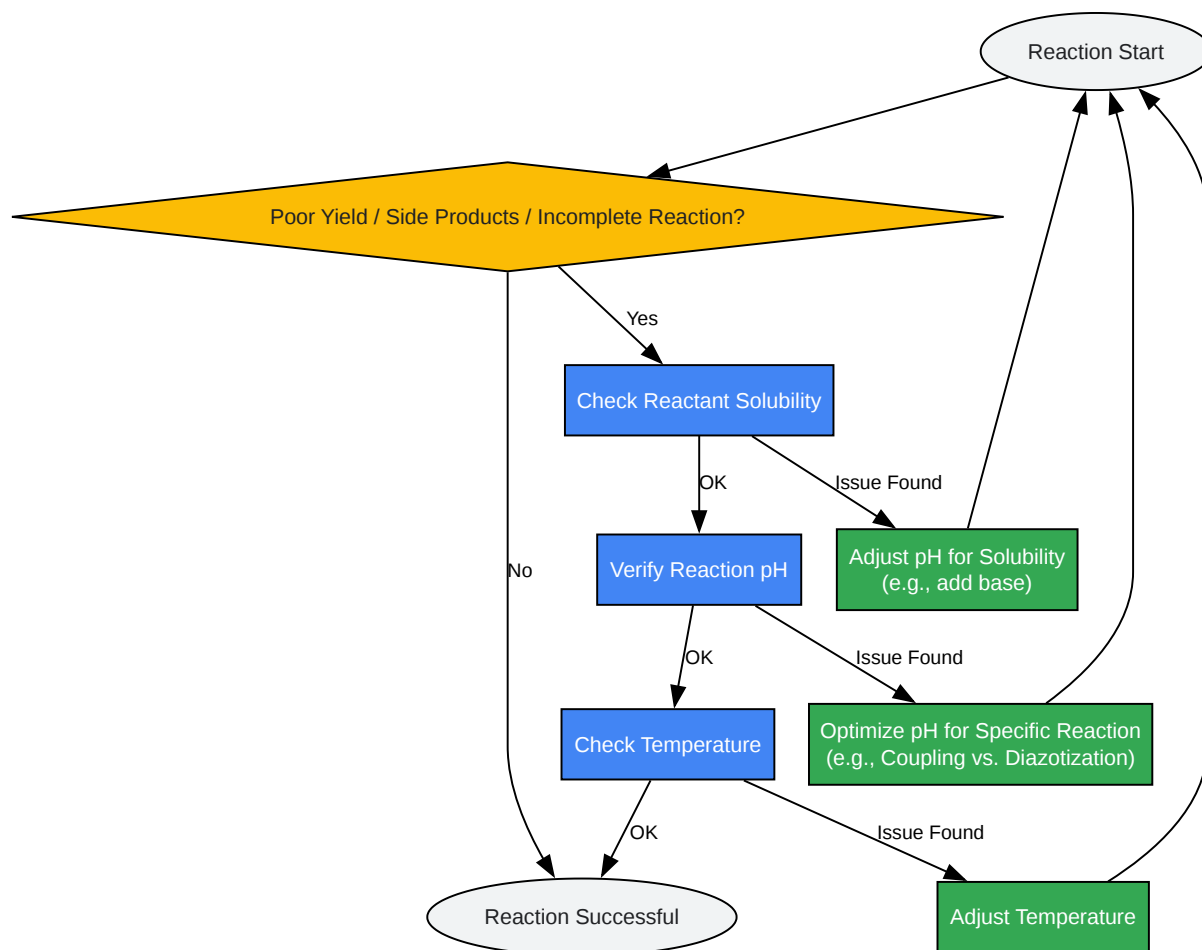 Reaction Start
Poor Yield / Side Products / Incomplete Reaction?
Yes
Check Reactant Solubility
OK
Issue Found
Adjust pH for Solubility
(e.g., add base)
No
Verify Reaction pH
OK
Issue Found
Optimize pH for Specific Reaction
(e.g., Coupling vs. Diazotization)
Check Temperature
OK
Issue Found
Reaction Successful
Adjust Temperature